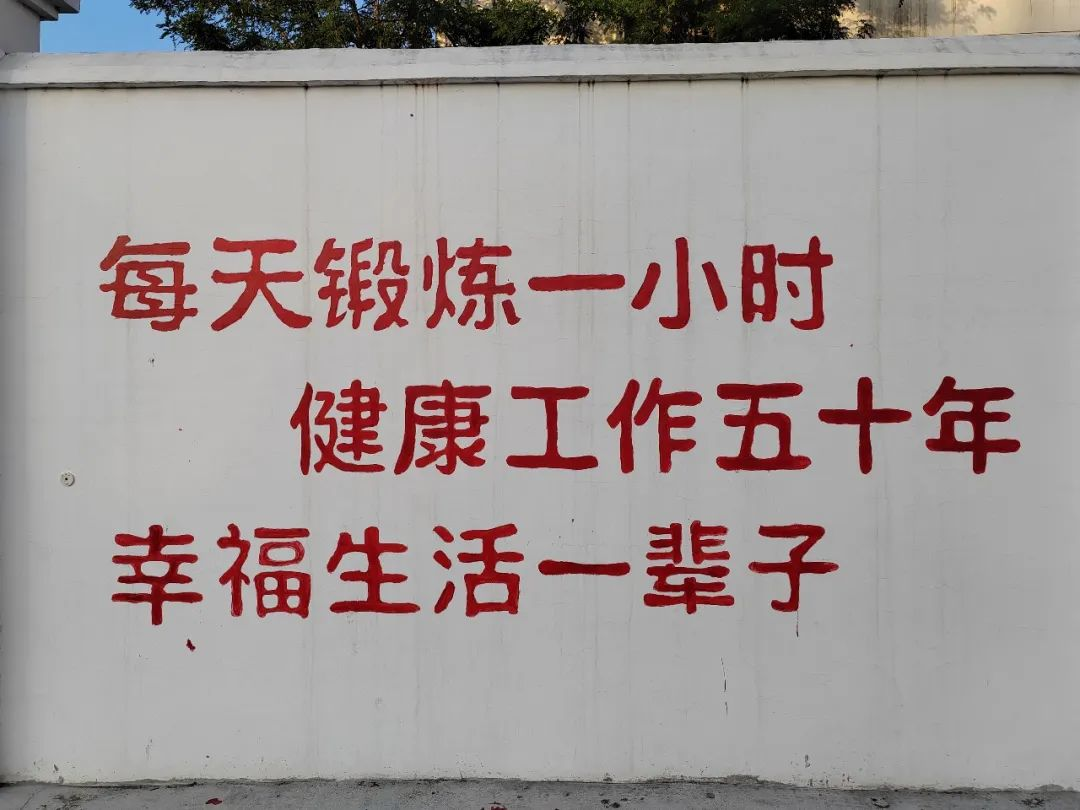 每天锻炼一小时
健康工作五十年
幸福生活一辈子